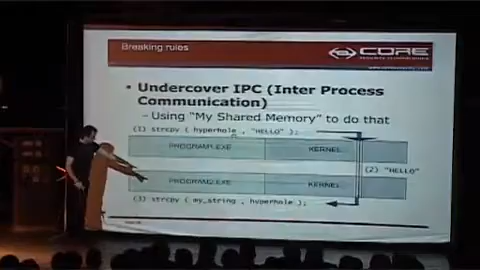 Breaking rules
CORE
Undercover IPC (Inter Process
Communication)
– Using "My Shared Memory" to do that
(1) strcpy ( hyperhole , "HELLO" );
PROGRAM1.EXE KERNEL
(2) "HELLO"
PROGRAM2.EXE KERNEL
(3) strcpy ( my_string , hyperhole );